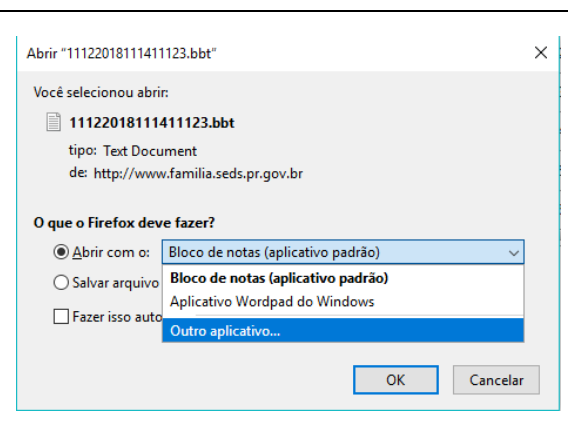 Abrir “11122018111411123.bbt”
Você selecionou abrir:
11122018111411123.bbt
tipo: Text Document
de: http://www.familia.seds.pr.gov.br
O que o Firefox deve fazer?
Abrir com o: Bloco de notas (aplicativo padrão)
Bloco de notas (aplicativo padrão)
Salvar arquivo
Aplicativo Wordpad do Windows
Fazer isso auto
Outro aplicativo...
OK Cancelar